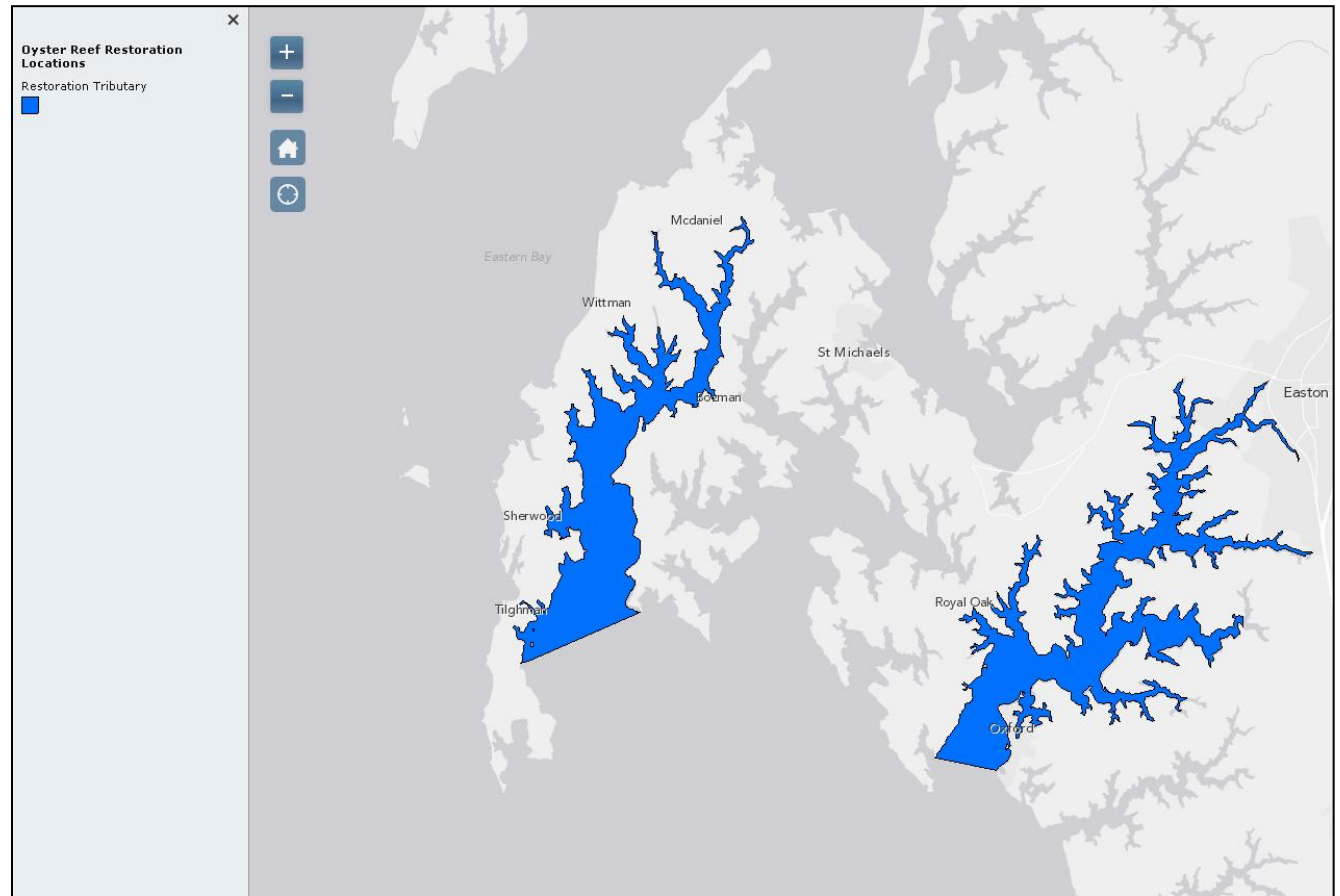 ×
Oyster Reef Restoration
Locations
Restoration Tributary
+
−
Mcdaniel
Eastern Bay
Wittman
St Michaels
Easton
Bozman
Sherwood
Royal Oak
Tilghman
Oxford